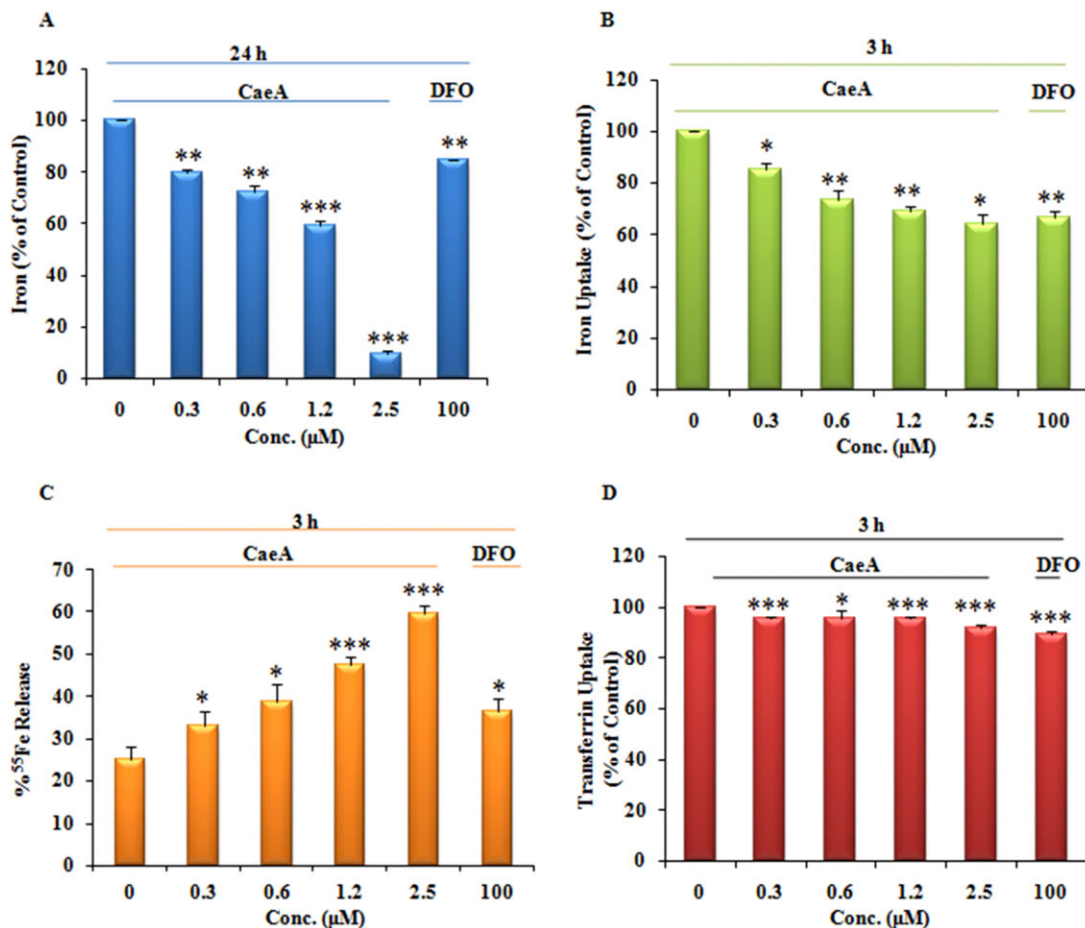 A
24 h
CaeA DFO
120
100
80
60
40
20
0
Iron (% of Control)
** ** *** *** **
0 0.3 0.6 1.2 2.5 100
Conc. (µM)
B
3 h
CaeA DFO
120
100
80
60
40
20
0
Iron Uptake (% of Control)
* ** ** * **
0 0.3 0.6 1.2 2.5 100
Conc. (µM)
C
3 h
CaeA DFO
70
60
50
40
30
20
10
0
%⁵⁵Fe Release
* * *** *** *
0 0.3 0.6 1.2 2.5 100
Conc. (µM)
D
3 h
CaeA DFO
120
100
80
60
40
20
0
Transferrin Uptake
(% of Control)
*** * *** *** ***
0 0.3 0.6 1.2 2.5 100
Conc. (µM)